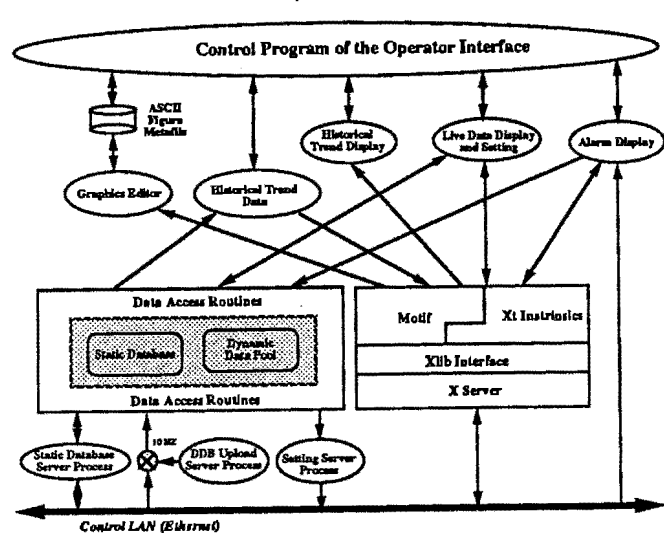 Control Program of the Operator Interface
ASCII
Figure
Metafile
Historical
Trend Display
Live Data Display
and Setting
Alarm Display
Graphics Editor
Historical Trend
Data
Data Access Routines
Static Database
Dynamic
Data Pool
Data Access Routines
Motif
Xt Instrinsics
Xlib Interface
X Server
10 HZ
Static Database
Server Process
DDB Upload
Server Process
Setting Server
Process
Control LAN (Ethernet)